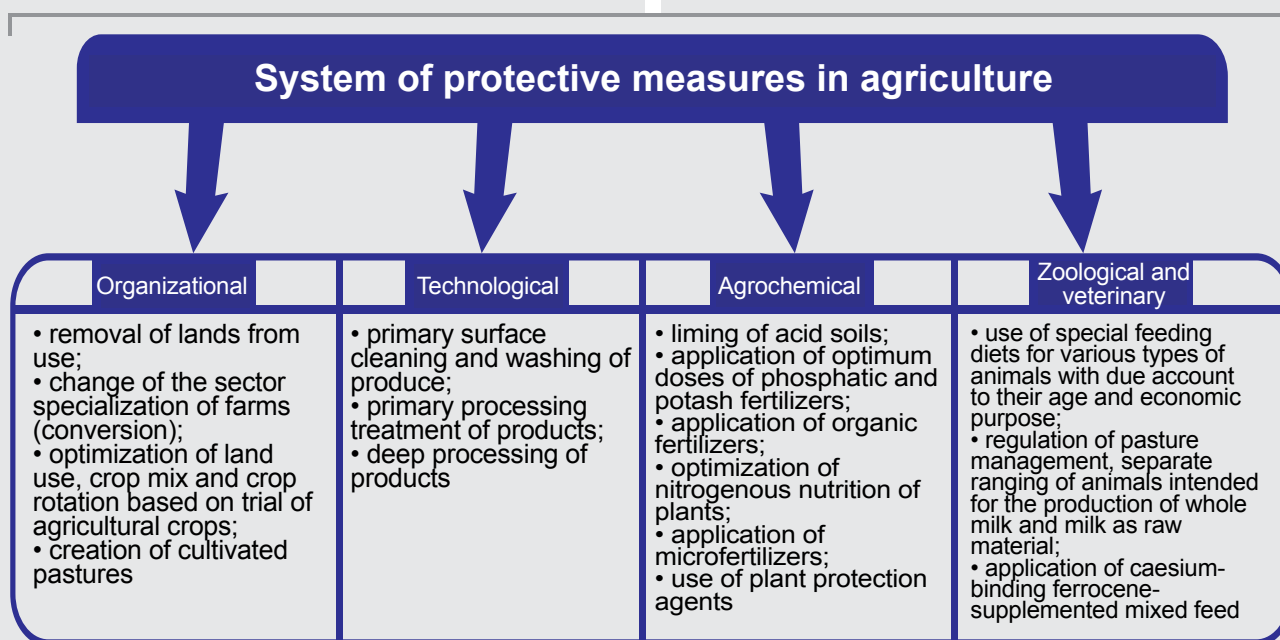 System of protective measures in agriculture
Organizational
• removal of lands from
use;
• change of the sector
specialization of farms
(conversion);
• optimization of land
use, crop mix and crop
rotation based on trial of
agricultural crops;
• creation of cultivated
pastures
Technological
• primary surface
cleaning and washing of
produce;
• primary processing
treatment of products;
• deep processing of
products
Agrochemical
• liming of acid soils;
• application of optimum
doses of phosphatic and
potash fertilizers;
• application of organic
fertilizers;
• optimization of
nitrogenous nutrition of
plants;
• application of
microfertilizers;
• use of plant protection
agents
Zoological and
veterinary
• use of special feeding
diets for various types of
animals with due account
to their age and economic
purpose;
• regulation of pasture
management, separate
ranging of animals intended
for the production of whole
milk and milk as raw
material;
• application of caesium-
binding ferrocene-
supplemented mixed feed